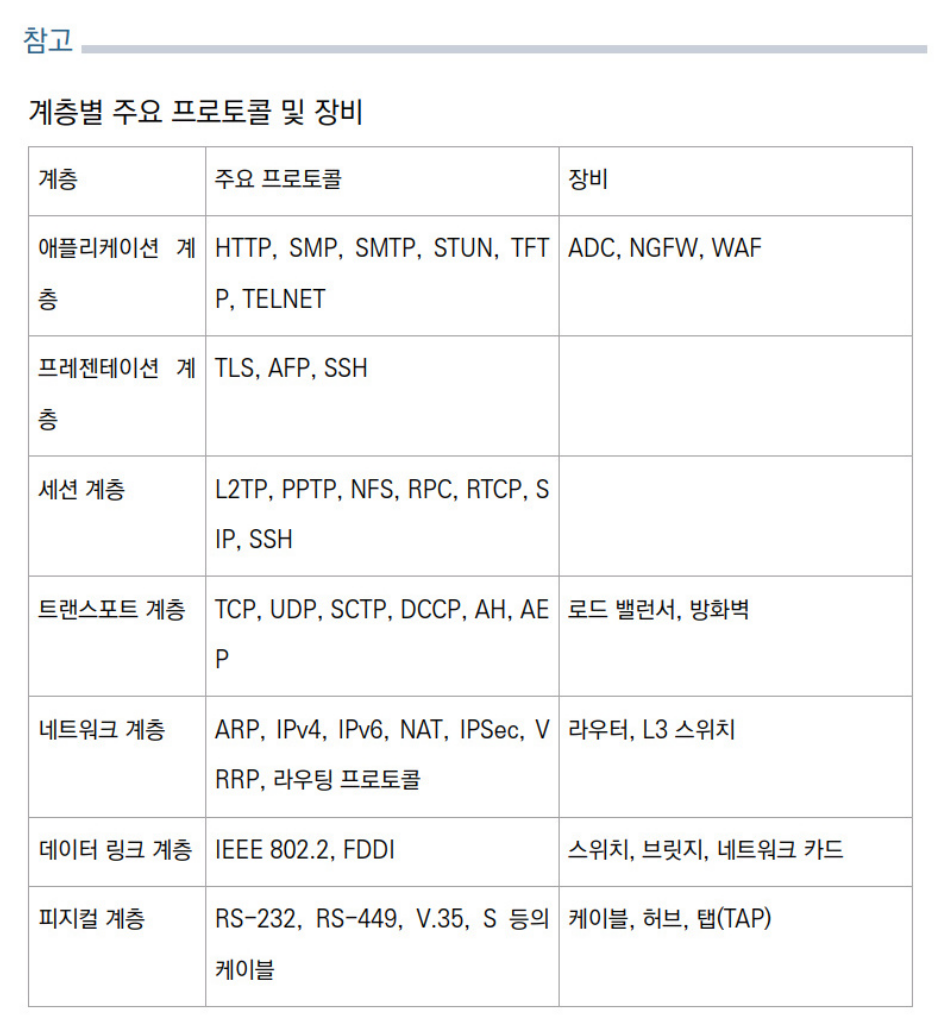 참고
계층별 주요 프로토콜 및 장비
계층 주요 프로토콜 장비
애플리케이션 계 HTTP, SMP, SMTP, STUN, TFT ADC, NGFW, WAF
층 P, TELNET
프레젠테이션 계 TLS, AFP, SSH
층
세션 계층 L2TP, PPTP, NFS, RPC, RTCP, S
IP, SSH
트랜스포트 계층 TCP, UDP, SCTP, DCCP, AH, AE 로드 밸런서, 방화벽
P
네트워크 계층 ARP, IPv4, IPv6, NAT, IPSec, V 라우터, L3 스위치
RRP, 라우팅 프로토콜
데이터 링크 계층 IEEE 802.2, FDDI 스위치, 브릿지, 네트워크 카드
피지컬 계층 RS-232, RS-449, V.35, S 등의 케이블, 허브, 탭(TAP)
케이블